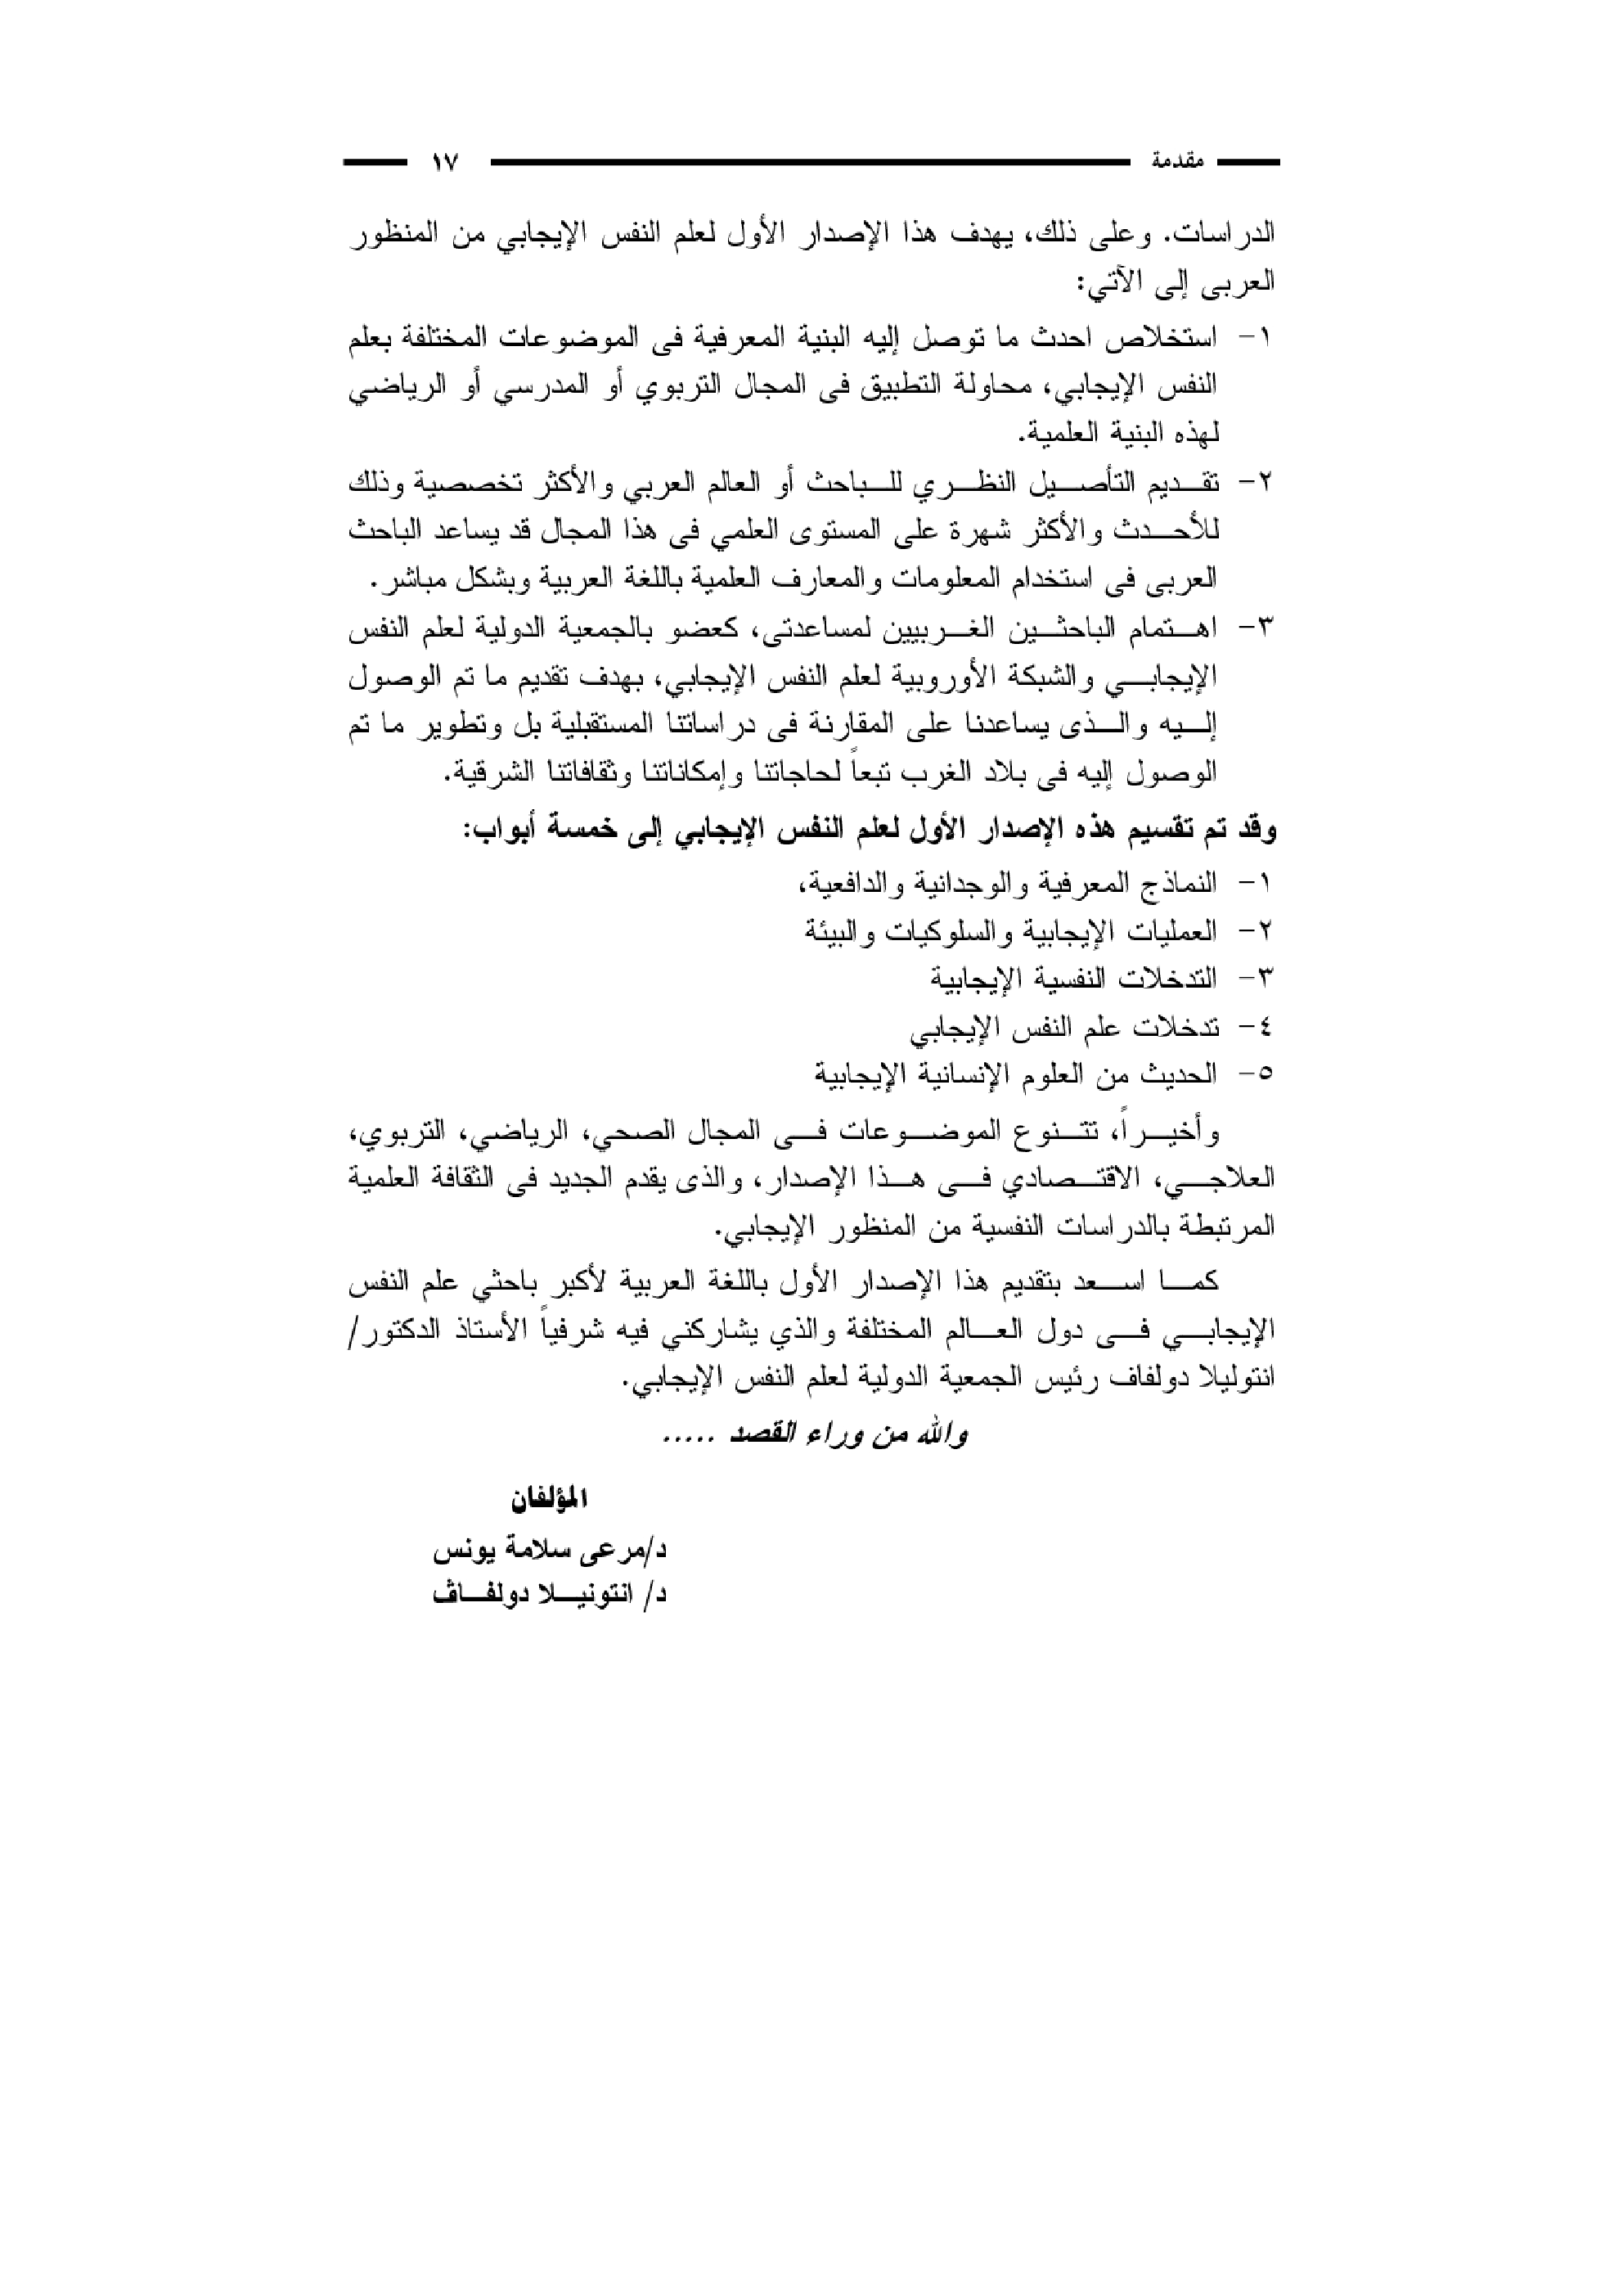 مقدمة ١٧
الدراسات. وعلى ذلك، يهدف هذا الإصدار الأول لعلم النفس الإيجابي من المنظور
العربى إلى الآتي:
١- استخلاص احدث ما توصل إليه البنية المعرفية فى الموضوعات المختلفة بعلم
النفس الإيجابي، محاولة التطبيق فى المجال التربوي أو المدرسي أو الرياضي
لهذه البنية العلمية.
٢- تقديم التأصيل النظري للباحث أو العالم العربي والأكثر تخصصية وذلك
للأحدث والأكثر شهرة على المستوى العلمي فى هذا المجال قد يساعد الباحث
العربى فى استخدام المعلومات والمعارف العلمية باللغة العربية وبشكل مباشر.
٣- اهتمام الباحثين الغربيين لمساعدتى، كعضو بالجمعية الدولية لعلم النفس
الإيجابي والشبكة الأوروبية لعلم النفس الإيجابي، بهدف تقديم ما تم الوصول
إليه والذى يساعدنا على المقارنة فى دراساتنا المستقبلية بل وتطوير ما تم
الوصول إليه فى بلاد الغرب تبعاً لحاجاتنا وإمكاناتنا وثقافاتنا الشرقية.
وقد تم تقسيم هذه الإصدار الأول لعلم النفس الإيجابي إلى خمسة أبواب:
١- النماذج المعرفية والوجدانية والدافعية،
٢- العمليات الإيجابية والسلوكيات والبيئة
٣- التدخلات النفسية الإيجابية
٤- تدخلات علم النفس الإيجابي
٥- الحديث من العلوم الإنسانية الإيجابية
وأخيراً، تتنوع الموضوعات فى المجال الصحي، الرياضي، التربوي،
العلاجي، الاقتصادي فى هذا الإصدار، والذى يقدم الجديد فى الثقافة العلمية
المرتبطة بالدراسات النفسية من المنظور الإيجابي.
كما اسعد بتقديم هذا الإصدار الأول باللغة العربية لأكبر باحثي علم النفس
الإيجابي فى دول العالم المختلفة والذي يشاركني فيه شرفياً الأستاذ الدكتور/
انتوليلا دولفاف رئيس الجمعية الدولية لعلم النفس الإيجابي.
والله من وراء القصد .....
المؤلفان
د/مرعى سلامة يونس
د/ انتونيلا دولفاف